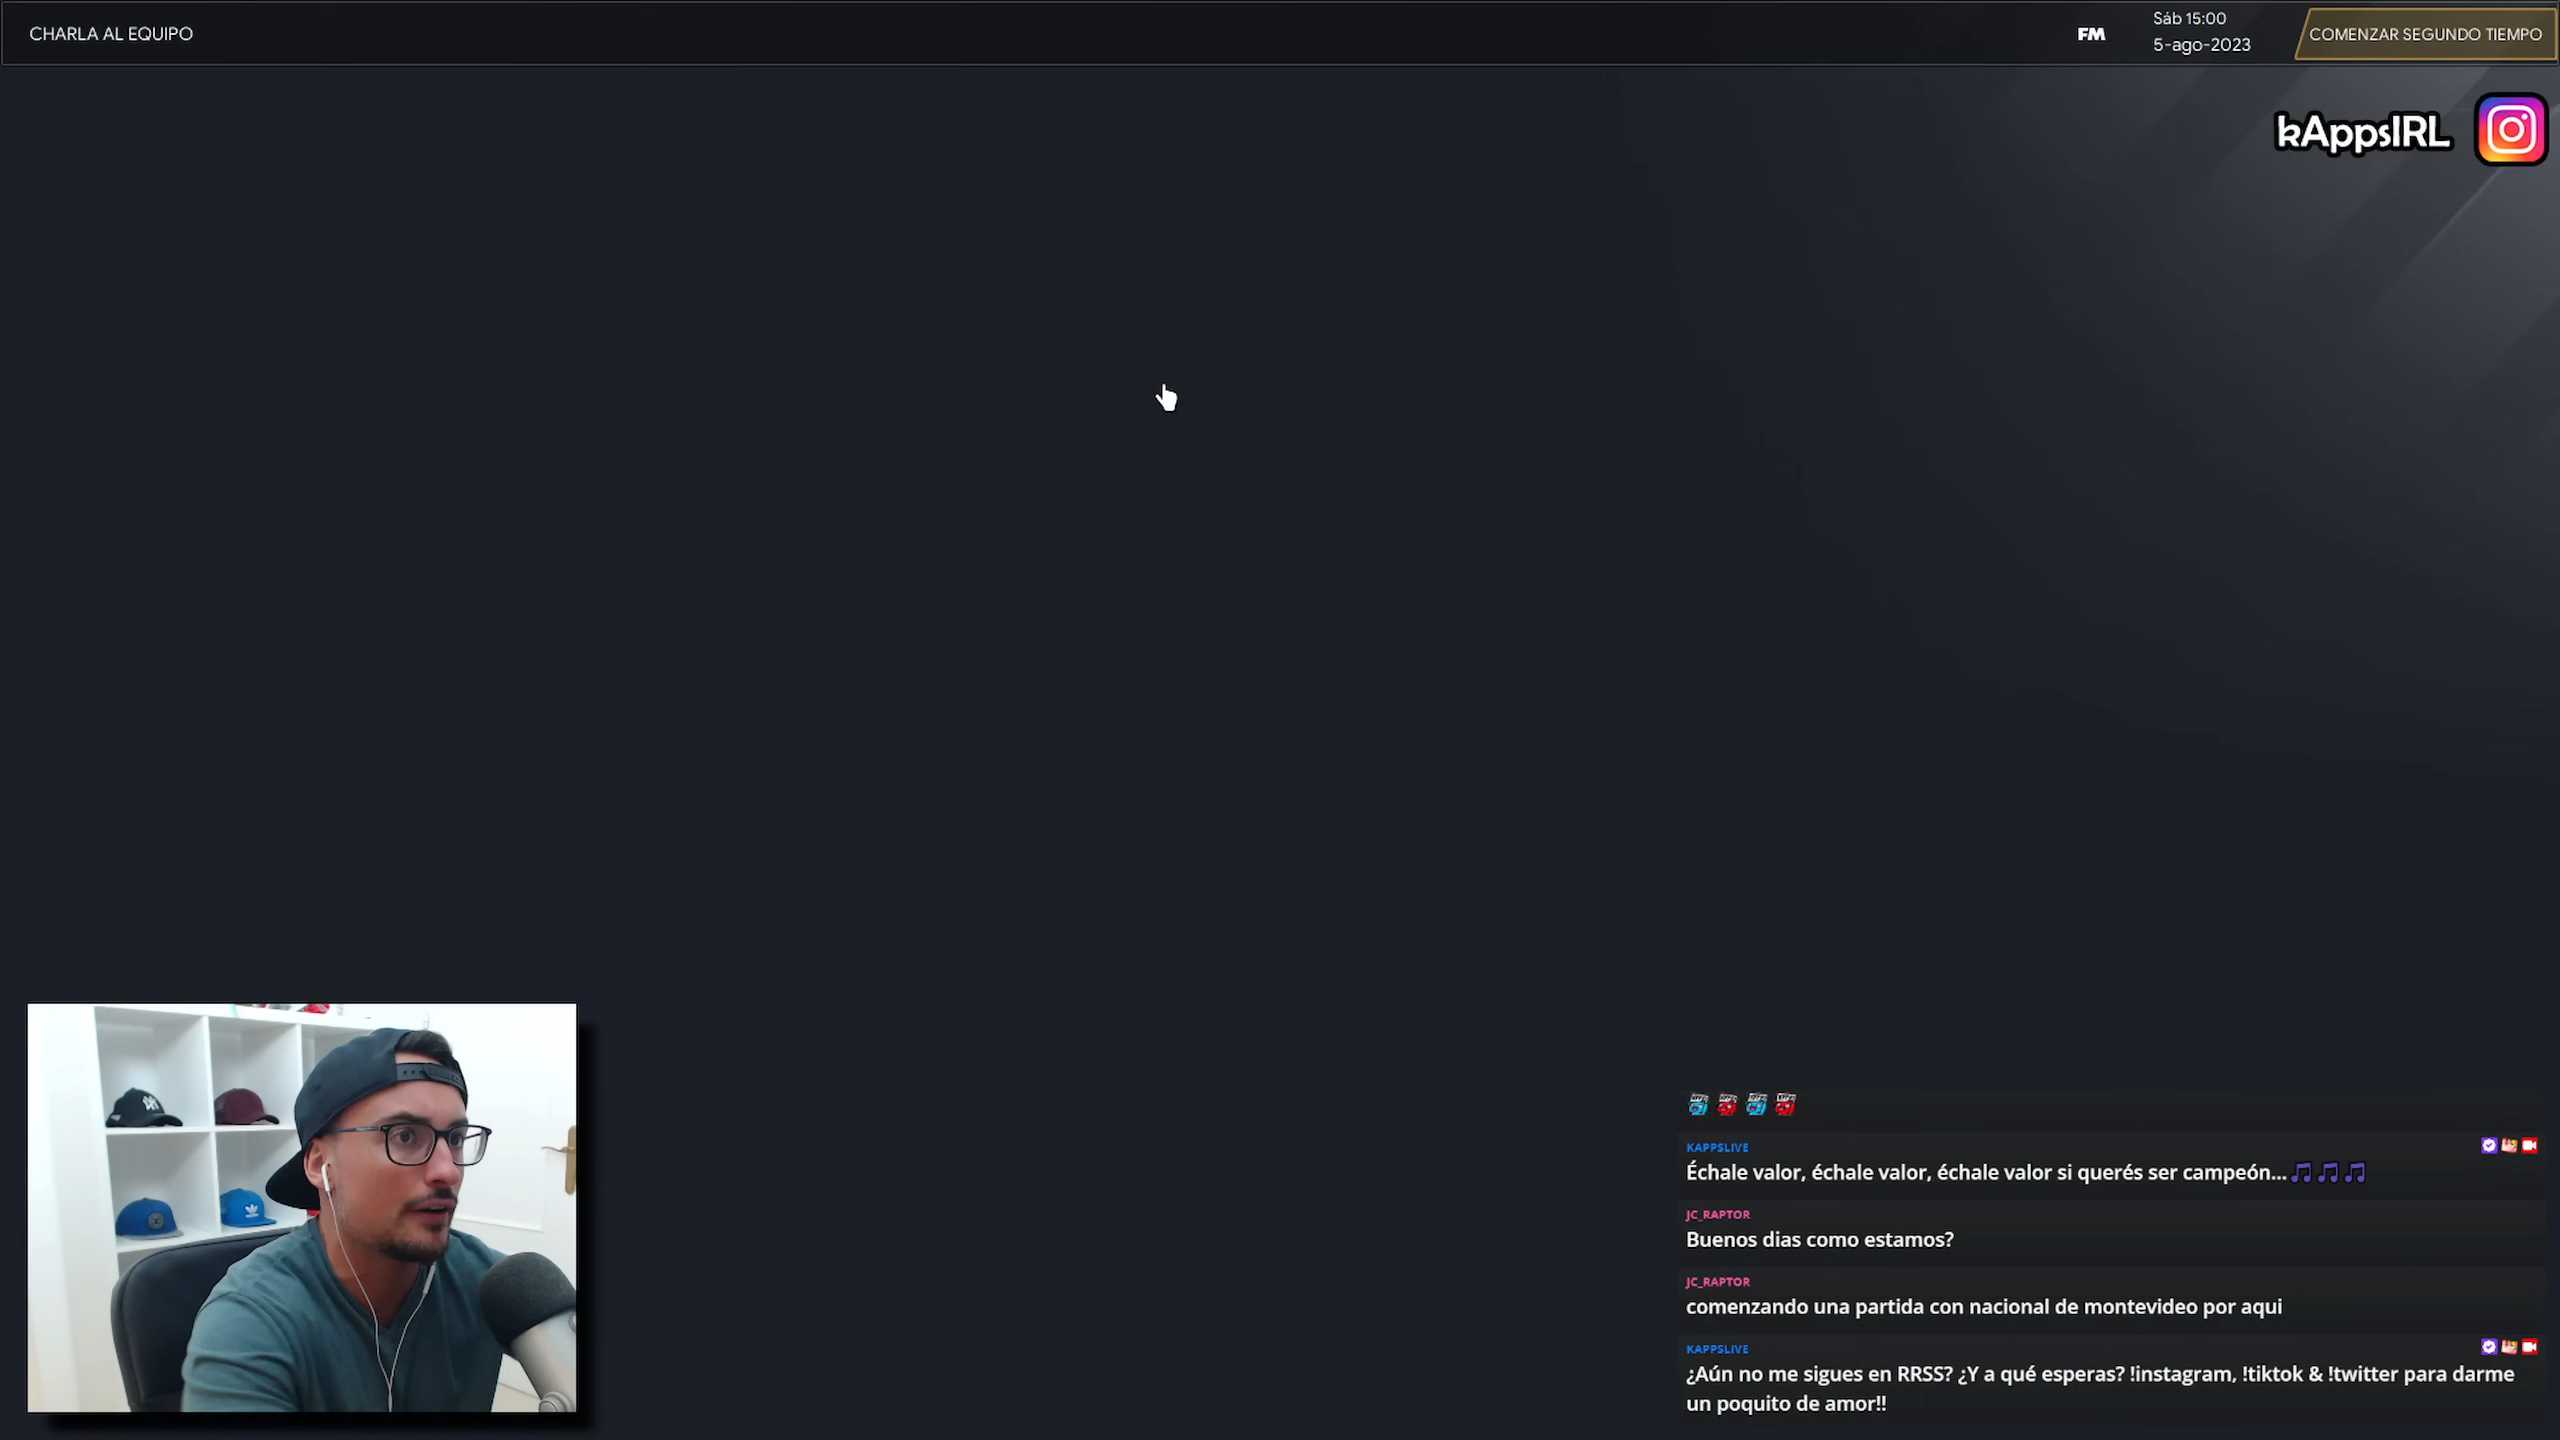 CHARLA AL EQUIPO
FM
Sáb 15:00
5-ago-2023
COMENZAR SEGUNDO TIEMPO
kAppsIRL
KAPPSLIVE
Échale valor, échale valor, échale valor si querés ser campeón...
JC_RAPTOR
Buenos dias como estamos?
JC_RAPTOR
comenzando una partida con nacional de montevideo por aqui
KAPPSLIVE
¿Aún no me sigues en RRSS? ¿Y a qué esperas? !instagram, !tiktok & !twitter para darme
un poquito de amor!!